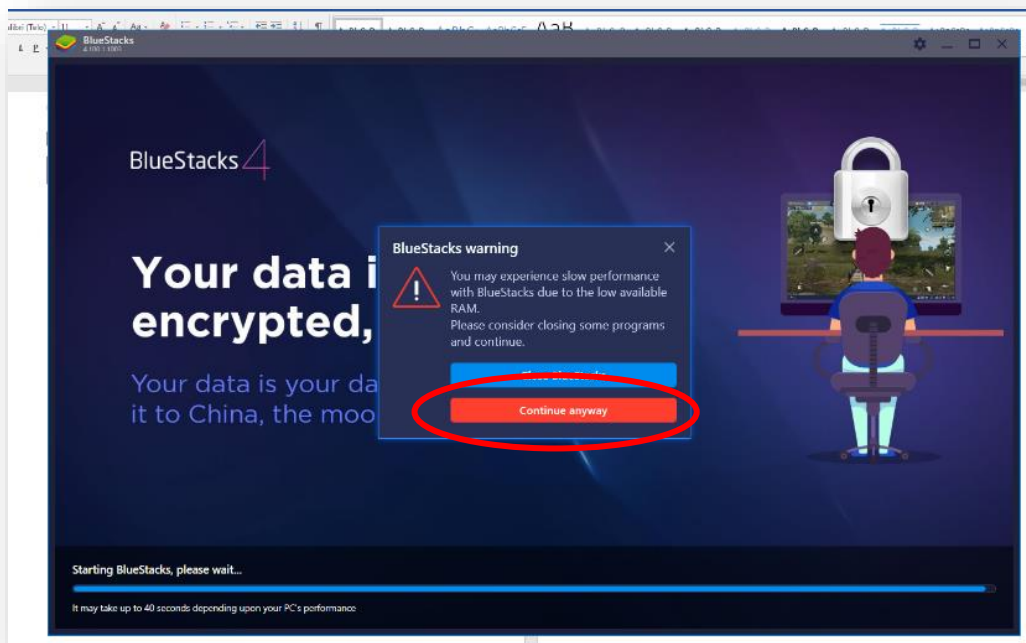 BlueStacks
BlueStacks 4
BlueStacks warning
You may experience slow performance
with BlueStacks due to the low available
RAM.
Please consider closing some programs
and continue.
Continue anyway
Your data i
encrypted,
Your data is your da
it to China, the moo
Starting BlueStacks, please wait...
It may take up to 40 seconds depending upon your PC's performance